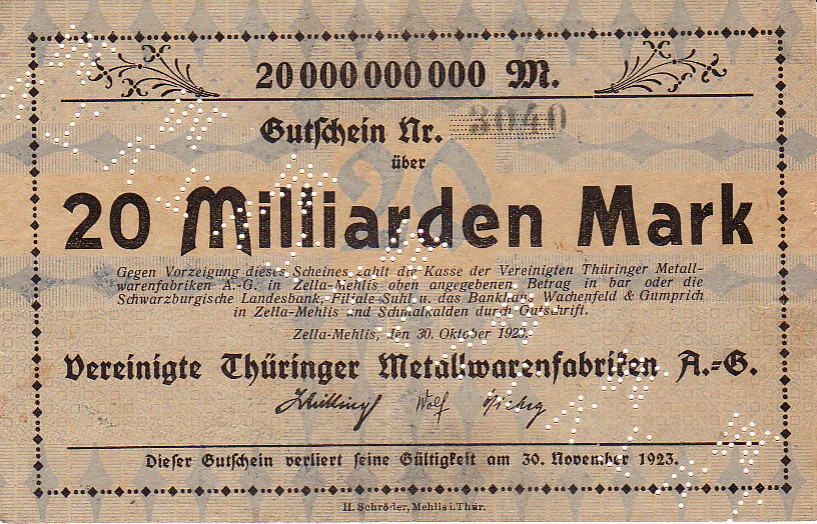 20 000 000 000 M.
Gutschein Nr. 3040
über
20 Milliarden Mark
Gegen Vorzeigung dieses Scheines zahlt die Kasse der Vereinigten Thüringer Metall-
warenfabriken A.-G. in Zella-Mehlis oben angegebenen Betrag in bar oder die
Schwarzburgische Landesbank, Filiale Suhl u. das Bankhaus Wachenfeld & Gumprich
in Zella-Mehlis und Schmalkalden durch Gutschrift.
Zella-Mehlis, den 30. Oktober 1923.
Vereinigte Thüringer Metallwarenfabriken A.-G.
Wolf
Dieser Gutschein verliert seine Gültigkeit am 30. November 1923.
H. Schröder, Mehlis i. Thür.